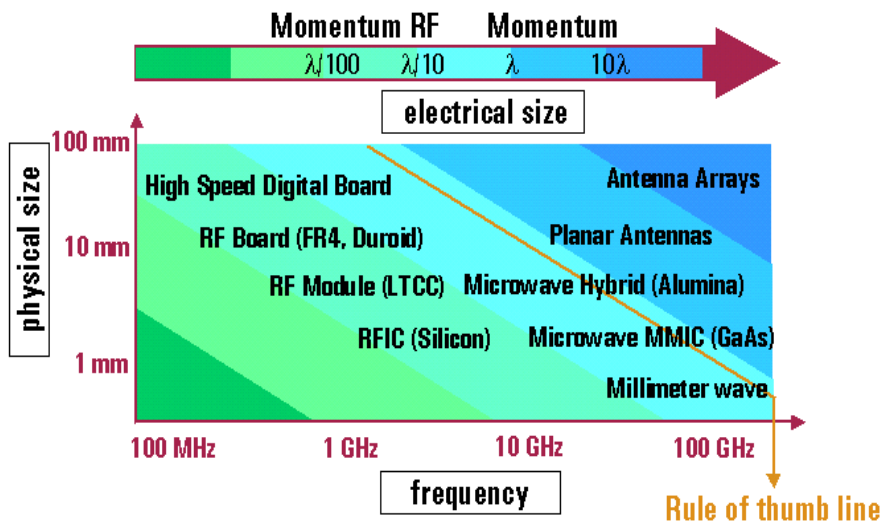 Momentum RF Momentum
λ/100 λ/10 λ 10λ
electrical size
physical size
100 mm
10 mm
1 mm
High Speed Digital Board
Antenna Arrays
RF Board (FR4, Duroid)
Planar Antennas
RF Module (LTCC)
Microwave Hybrid (Alumina)
RFIC (Silicon)
Microwave MMIC (GaAs)
Millimeter wave
100 MHz 1 GHz 10 GHz 100 GHz
frequency
Rule of thumb line